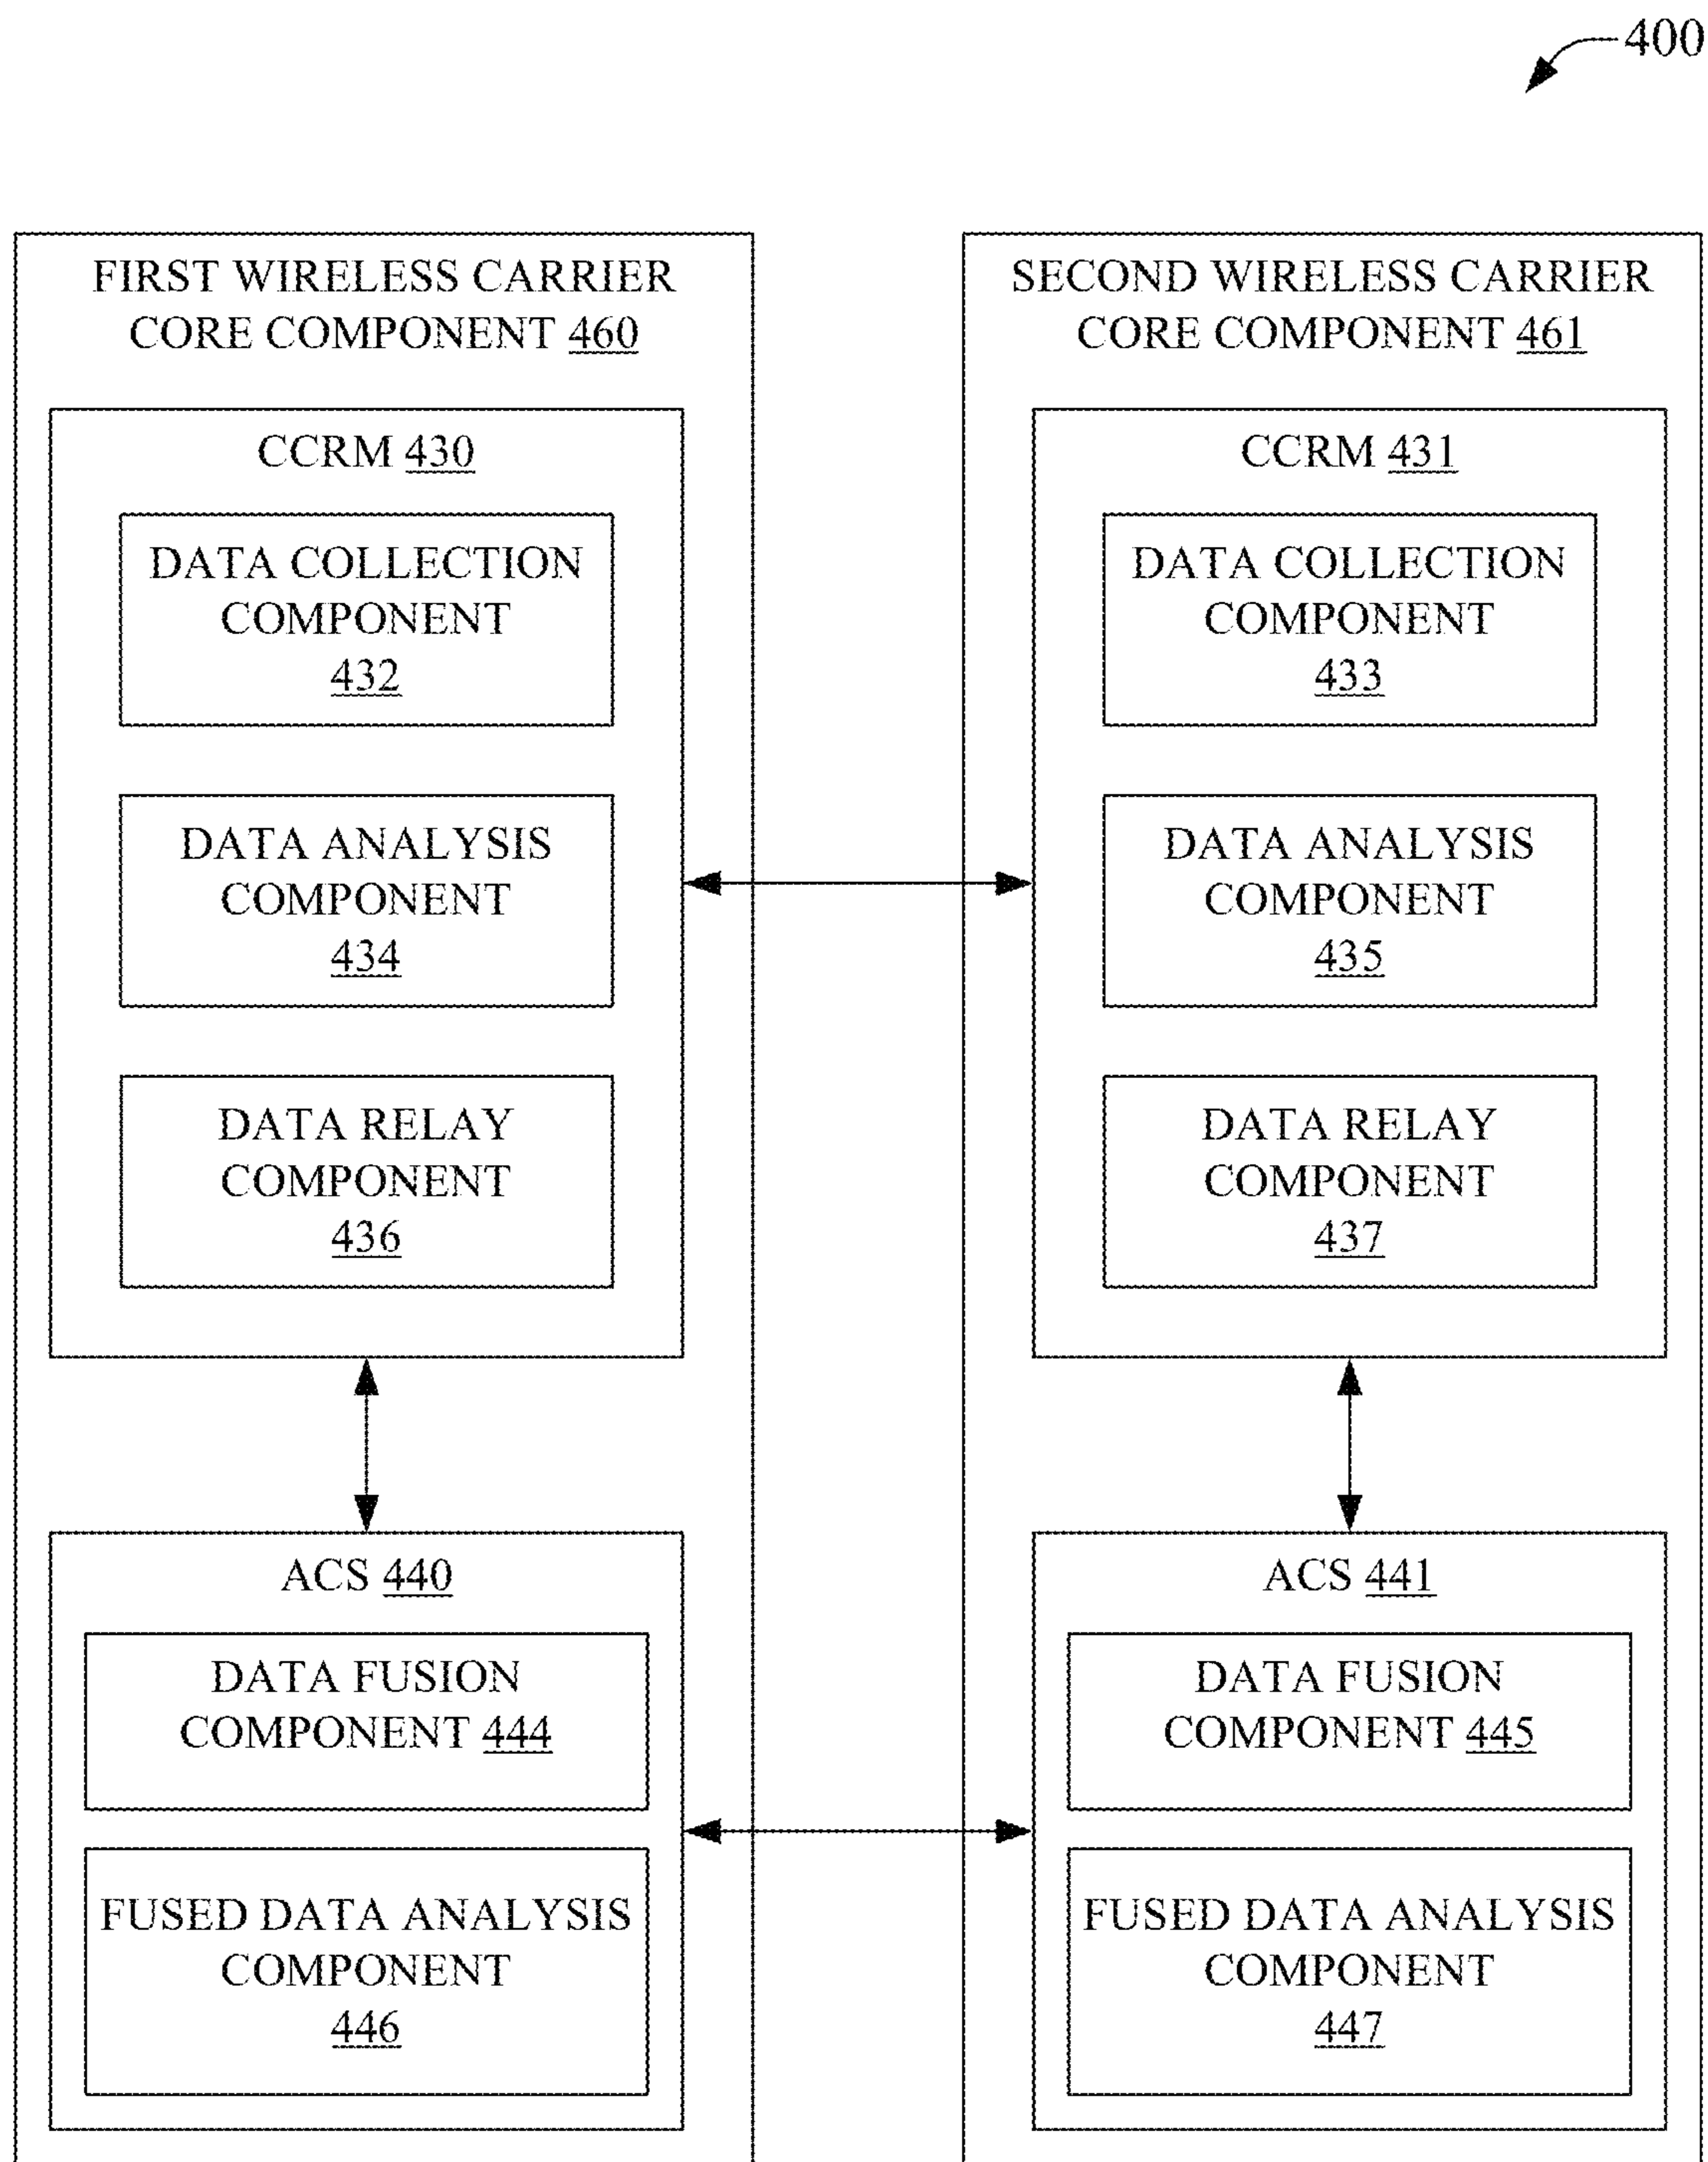 400
FIRST WIRELESS CARRIER
CORE COMPONENT 460
CCRM 430
DATA COLLECTION
COMPONENT
432
DATA ANALYSIS
COMPONENT
434
DATA RELAY
COMPONENT
436
ACS 440
DATA FUSION
COMPONENT 444
FUSED DATA ANALYSIS
COMPONENT
446
SECOND WIRELESS CARRIER
CORE COMPONENT 461
CCRM 431
DATA COLLECTION
COMPONENT
433
DATA ANALYSIS
COMPONENT
435
DATA RELAY
COMPONENT
437
ACS 441
DATA FUSION
COMPONENT 445
FUSED DATA ANALYSIS
COMPONENT
447